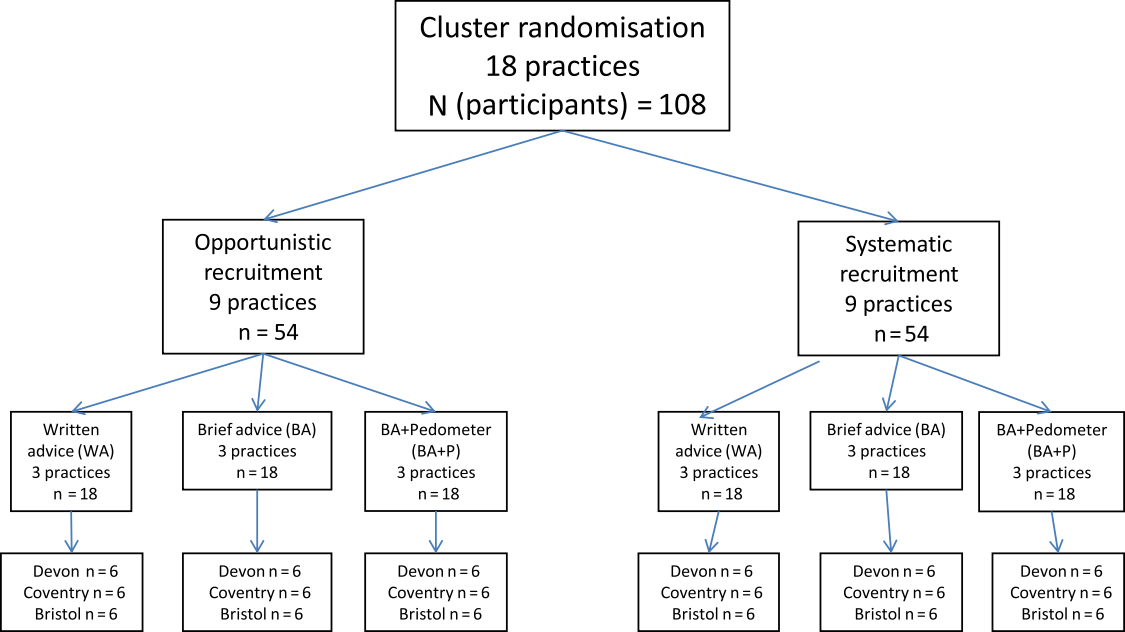 Cluster randomisation
18 practices
N (participants) = 108
Opportunistic
recruitment
9 practices
n = 54
Systematic
recruitment
9 practices
n = 54
Written
advice (WA)
3 practices
n = 18
Brief advice (BA)
3 practices
n = 18
BA+Pedometer
(BA+P)
3 practices
n = 18
Written
advice (WA)
3 practices
n = 18
Brief advice (BA)
3 practices
n = 18
BA+Pedometer
(BA+P)
3 practices
n = 18
Devon n = 6
Coventry n = 6
Bristol n = 6
Devon n = 6
Coventry n = 6
Bristol n = 6
Devon n = 6
Coventry n = 6
Bristol n = 6
Devon n = 6
Coventry n = 6
Bristol n = 6
Devon n = 6
Coventry n = 6
Bristol n = 6
Devon n = 6
Coventry n = 6
Bristol n = 6